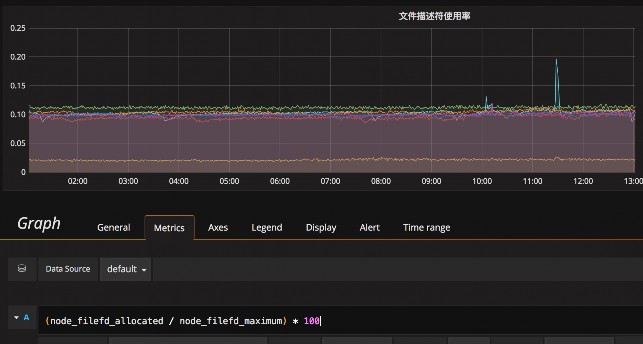 文件描述符使用率
0.25
0.20
0.15
0.10
0.05
0
02:00 03:00 04:00 05:00 06:00 07:00 08:00 09:00 10:00 11:00 12:00 13:00
Graph General Metrics Axes Legend Display Alert Time range
Data Source default
A (node_filefd_allocated / node_filefd_maximum) * 100